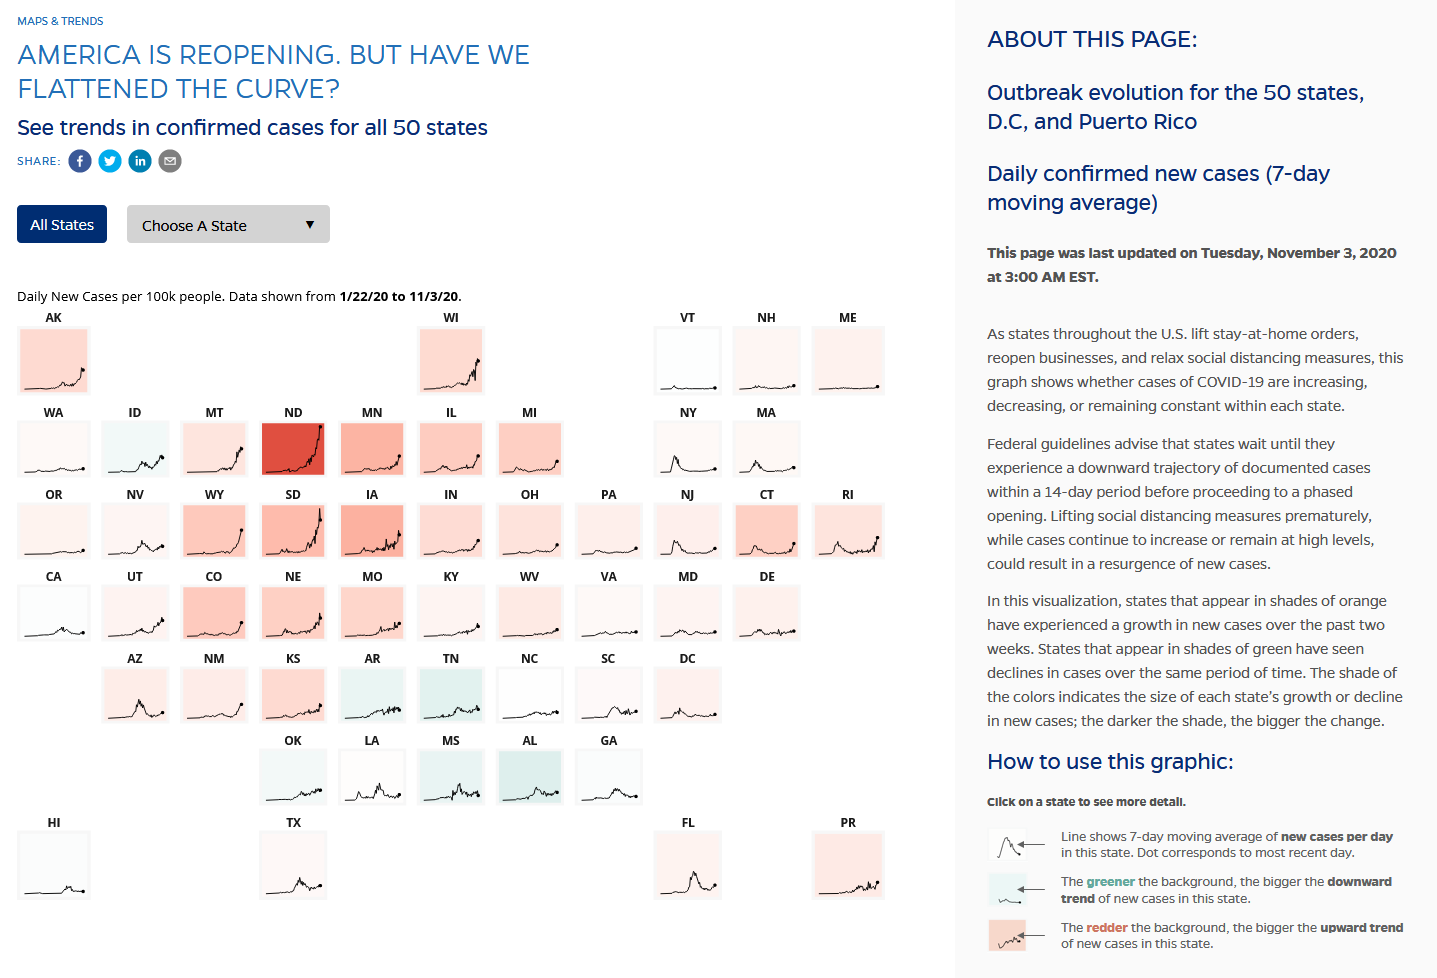 MAPS & TRENDS
AMERICA IS REOPENING. BUT HAVE WE
FLATTENED THE CURVE?
See trends in confirmed cases for all 50 states
SHARE:
All States
Choose A State
Daily New Cases per 100k people. Data shown from 1/22/20 to 11/3/20.
AK WI VT NH ME
WA ID MT ND MN IL MI NY MA
OR NV WY SD IA IN OH PA NJ CT RI
CA UT CO NE MO KY WV VA MD DE
AZ NM KS AR TN NC SC DC
OK LA MS AL GA
HI TX FL PR
ABOUT THIS PAGE:
Outbreak evolution for the 50 states,
D.C, and Puerto Rico
Daily confirmed new cases (7-day
moving average)
This page was last updated on Tuesday, November 3, 2020
at 3:00 AM EST.
As states throughout the U.S. lift stay-at-home orders,
reopen businesses, and relax social distancing measures, this
graph shows whether cases of COVID-19 are increasing,
decreasing, or remaining constant within each state.
Federal guidelines advise that states wait until they
experience a downward trajectory of documented cases
within a 14-day period before proceeding to a phased
opening. Lifting social distancing measures prematurely,
while cases continue to increase or remain at high levels,
could result in a resurgence of new cases.
In this visualization, states that appear in shades of orange
have experienced a growth in new cases over the past two
weeks. States that appear in shades of green have seen
declines in cases over the same period of time. The shade of
the colors indicates the size of each state's growth or decline
in new cases; the darker the shade, the bigger the change.
How to use this graphic:
Click on a state to see more detail.
Line shows 7-day moving average of new cases per day
in this state. Dot corresponds to most recent day.
The greener the background, the bigger the downward
trend of new cases in this state.
The redder the background, the bigger the upward trend
of new cases in this state.